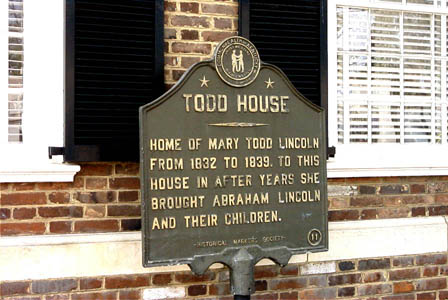 TODD HOUSE
HOME OF MARY TODD LINCOLN
FROM 1832 TO 1839. TO THIS
HOUSE IN AFTER YEARS SHE
BROUGHT ABRAHAM LINCOLN
AND THEIR CHILDREN.
-HISTORICAL MARKERS SOCIETY-
11